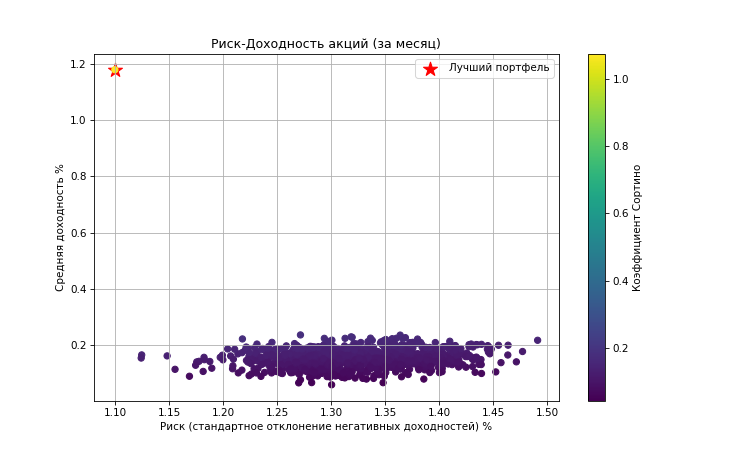 Риск-Доходность акций (за месяц)
Лучший портфель
Средняя доходность %
1.2
1.0
0.8
0.6
0.4
0.2
1.10 1.15 1.20 1.25 1.30 1.35 1.40 1.45 1.50
Риск (стандартное отклонение негативных доходностей) %
1.0
0.8
0.6
0.4
0.2
Коэффициент Сортино